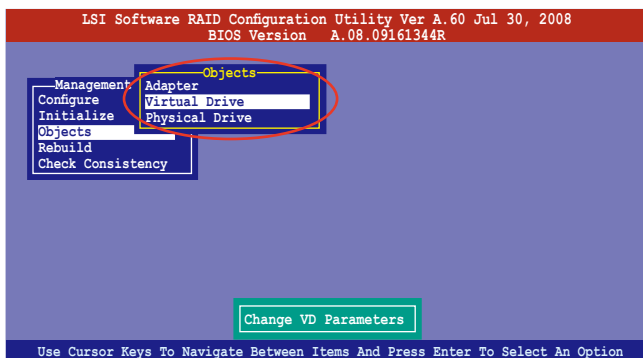 LSI Software RAID Configuration Utility Ver A.60 Jul 30, 2008
BIOS Version A.08.09161344R
Management
Configure
Initialize
Objects
Rebuild
Check Consistency
Objects
Adapter
Virtual Drive
Physical Drive
Change VD Parameters
Use Cursor Keys To Navigate Between Items And Press Enter To Select An Option